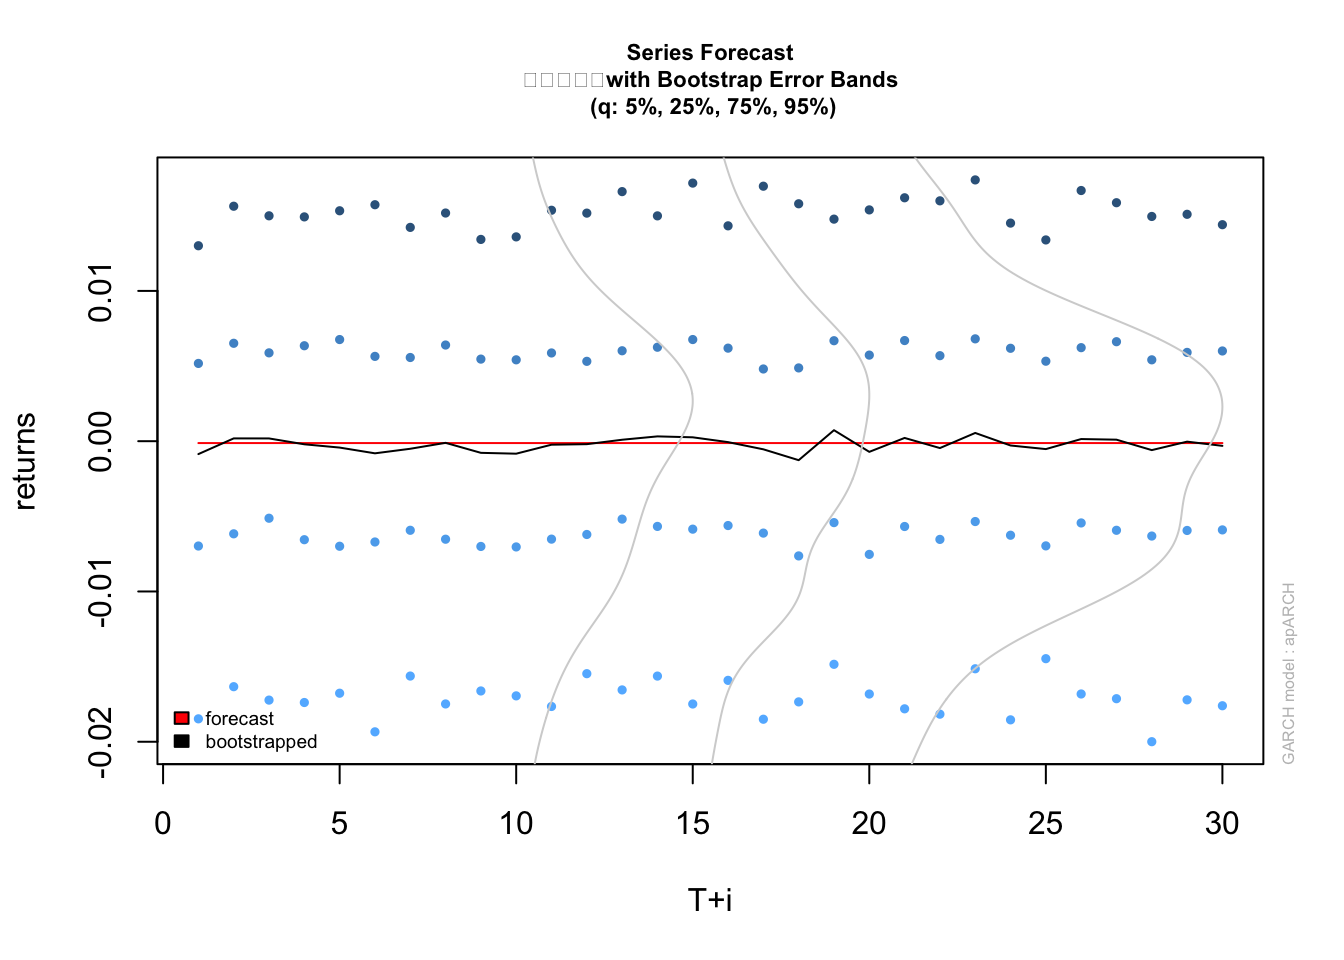 Series Forecast
with Bootstrap Error Bands
(q: 5%, 25%, 75%, 95%)
returns
0.01
0.00
-0.01
-0.02
forecast
bootstrapped
0 5 10 15 20 25 30
T+i
GARCH model : apARCH